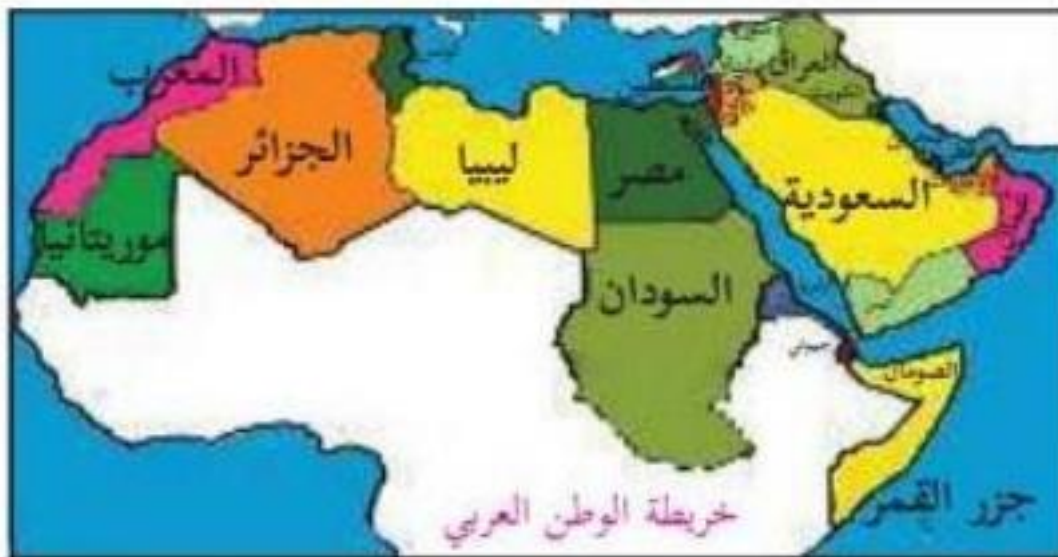 المغرب
الجزائر
ليبيا
مصر
العراق
السعودية
موريتانيا
السودان
جيبوتي
الصومال
جزر القمر
خريطة الوطن العربي